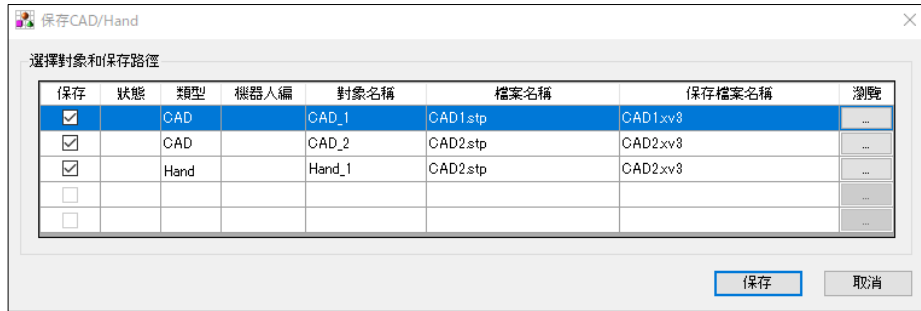 保存CAD/Hand
選擇對象和保存路徑
保存 狀態 類型 機器人編 對象名稱 檔案名稱 保存檔案名稱 瀏覽
CAD CAD_1 CAD1.stp CAD1.xv3 ...
CAD CAD_2 CAD2.stp CAD2.xv3 ...
Hand Hand_1 CAD2.stp CAD2.xv3 ...
...
...
保存 取消